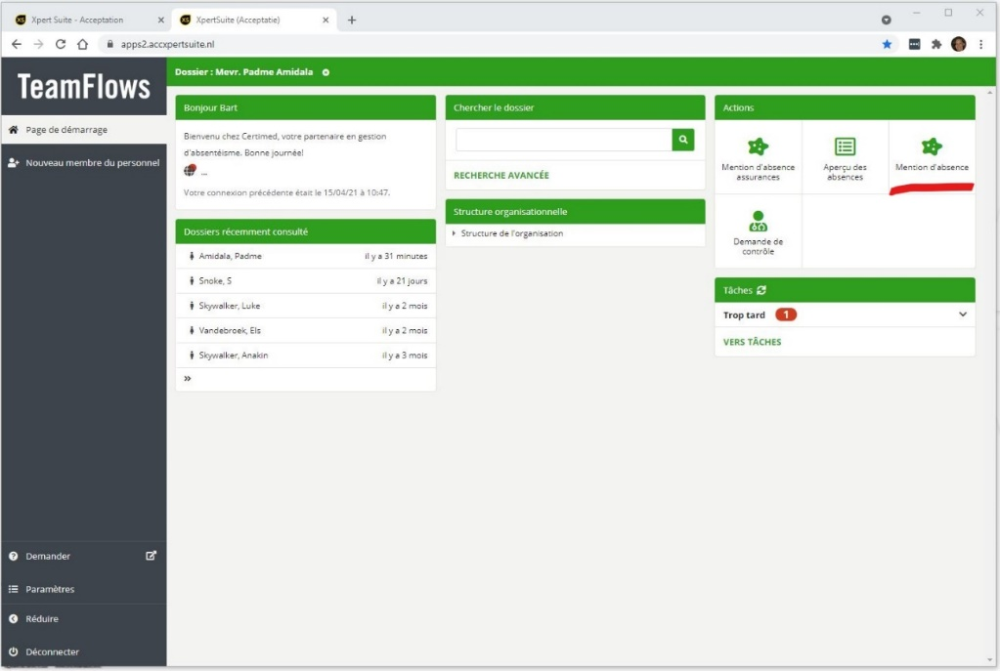 Xpert Suite - Acceptation
XpertSuite (Acceptatie)
apps2.accxpertsuite.nl
TeamFlows
Page de démarrage
Nouveau membre du personnel
Demander
Paramètres
Réduire
Déconnecter
Dossier : Mevr. Padme Amidala
Bonjour Bart
Bienvenu chez Certimed, votre partenaire en gestion
d'absentéisme. Bonne journée!
...
Votre connexion précédente était le 15/04/21 à 10:47.
Dossiers récemment consulté
Amidala, Padme il y a 31 minutes
Snoke, S il y a 21 jours
Skywalker, Luke il y a 2 mois
Vandebroek, Els il y a 2 mois
Skywalker, Anakin il y a 3 mois
Chercher le dossier
RECHERCHE AVANCÉE
Structure organisationnelle
Structure de l'organisation
Actions
Mention d'absence
assurances
Aperçu des
absences
Mention d'absence
Demande de
contrôle
Tâches
Trop tard 1
VERS TÂCHES